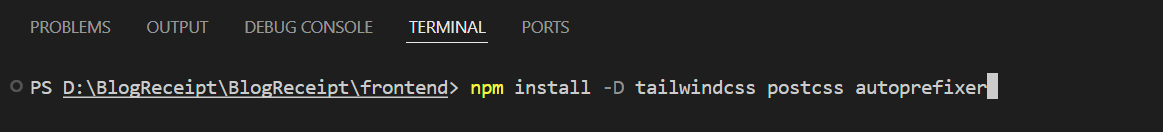 PROBLEMS OUTPUT DEBUG CONSOLE TERMINAL PORTS
PS D:\BlogReceipt\BlogReceipt\frontend> npm install -D tailwindcss postcss autoprefixer